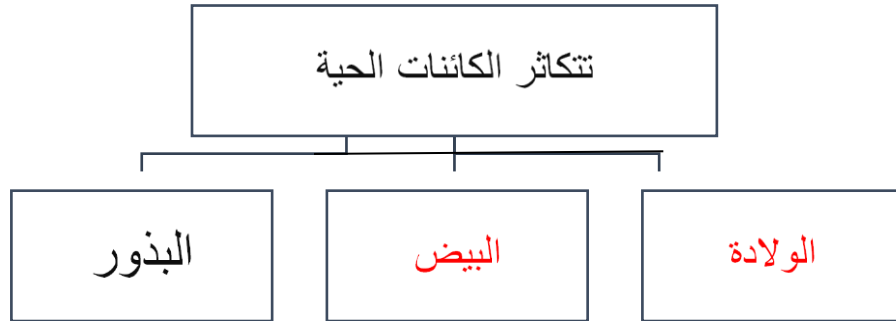 تتكاثر الكائنات الحية
الولادة
البيض
البذور